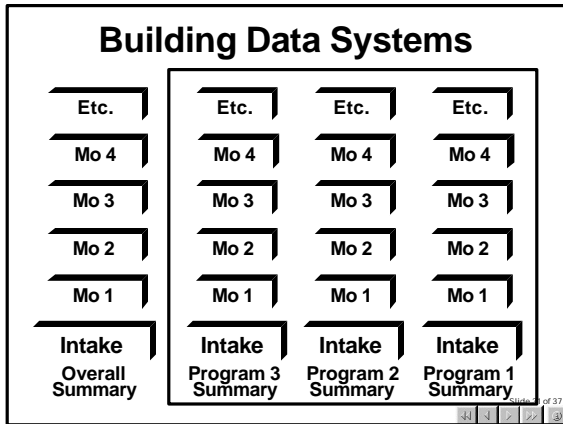 Building Data Systems
Etc. Etc. Etc. Etc.
Mo 4 Mo 4 Mo 4 Mo 4
Mo 3 Mo 3 Mo 3 Mo 3
Mo 2 Mo 2 Mo 2 Mo 2
Mo 1 Mo 1 Mo 1 Mo 1
Intake Intake Intake Intake
Overall Program 3 Program 2 Program 1
Summary Summary Summary Summary
of 37